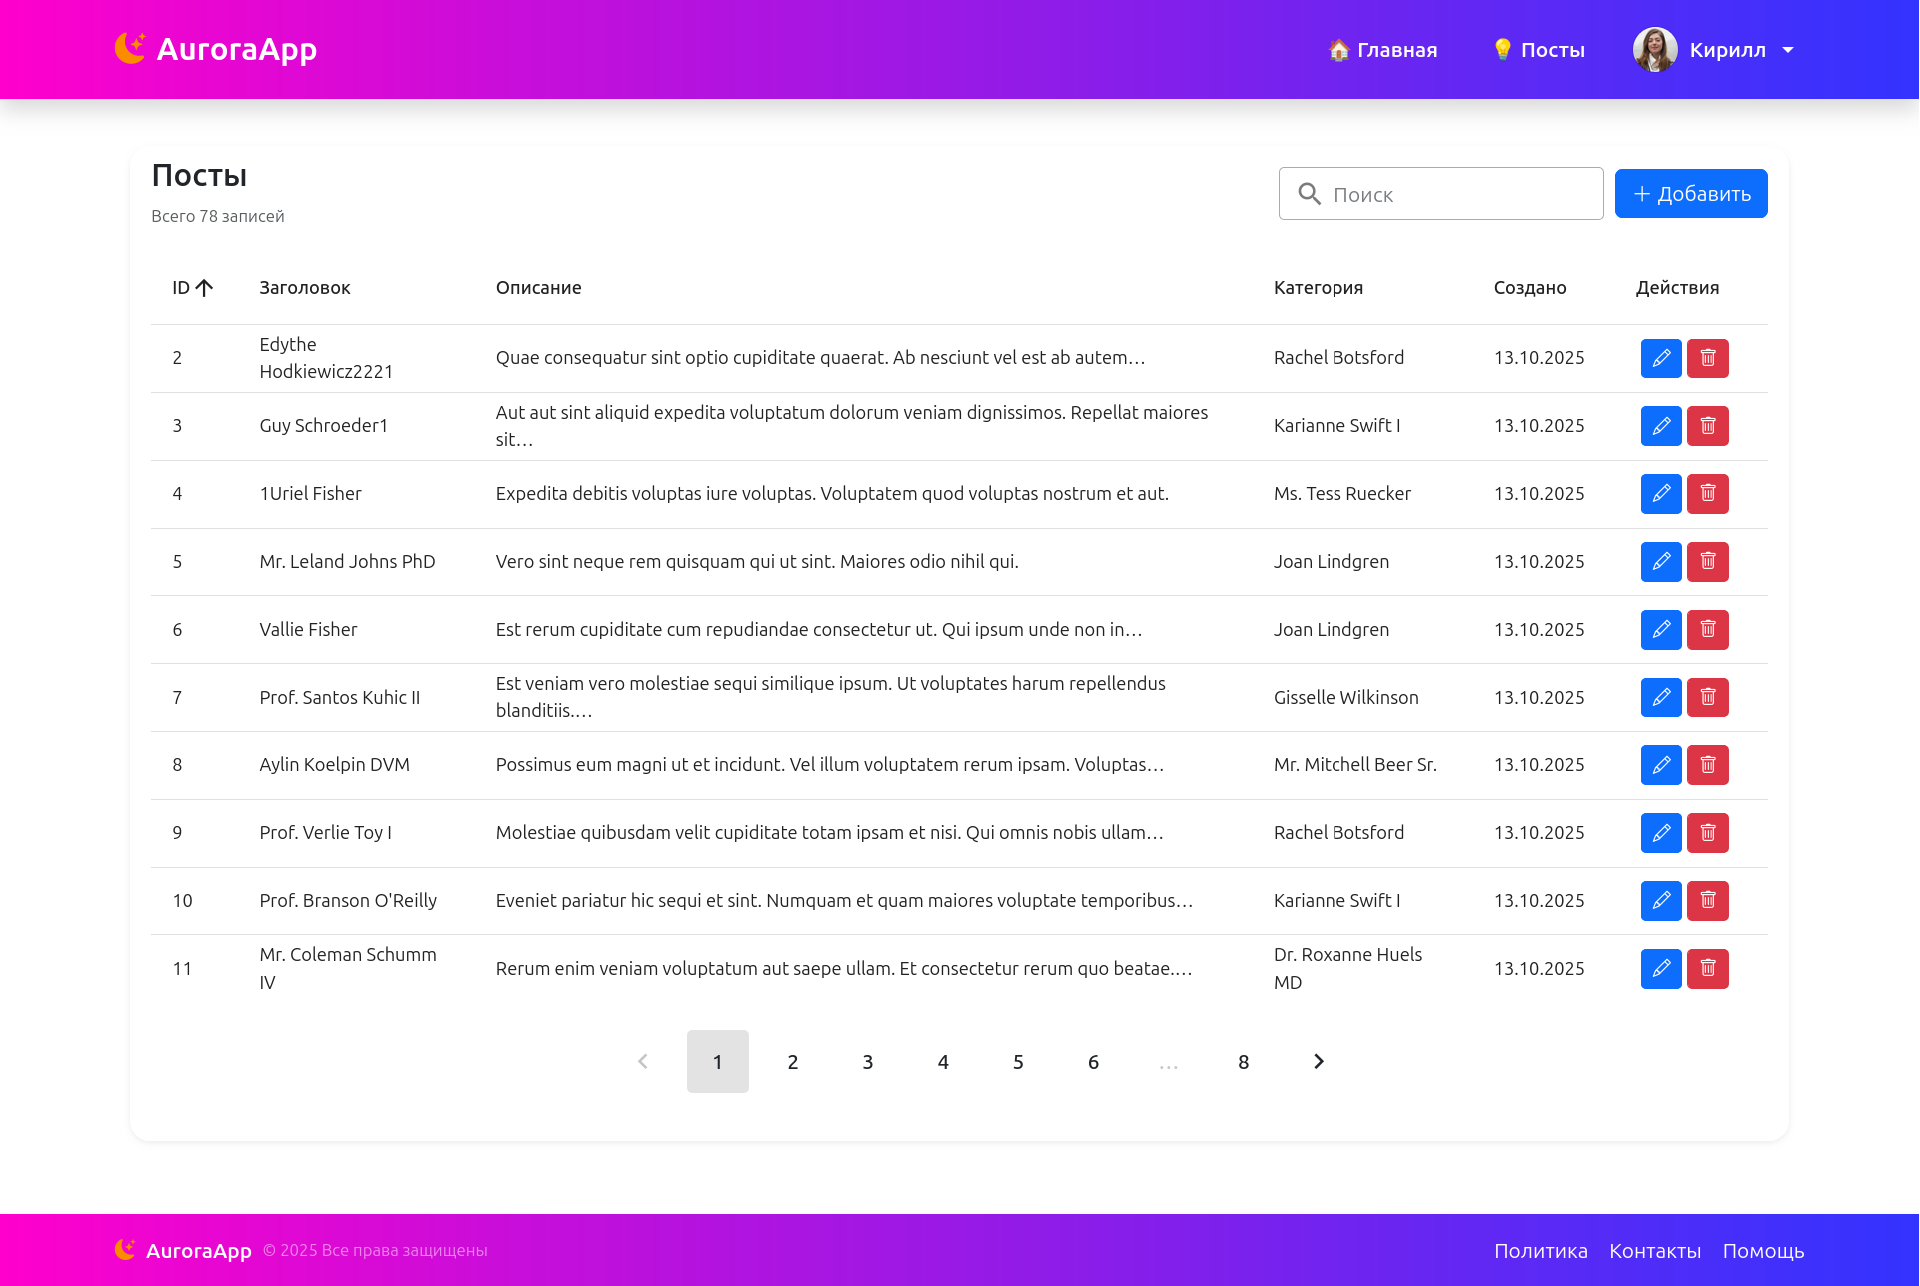 AuroraApp
Главная
Посты
Кирилл
Посты
Всего 78 записей
Поиск
Добавить
ID Заголовок Описание Категория Создано Действия
2 Edythe Hodkiewicz2221 Quae consequatur sint optio cupiditate quaerat. Ab nesciunt vel est ab autem… Rachel Botsford 13.10.2025
3 Guy Schroeder1 Aut aut sint aliquid expedita voluptatum dolorum veniam dignissimos. Repellat maiores sit… Karianne Swift I 13.10.2025
4 1Uriel Fisher Expedita debitis voluptas iure voluptas. Voluptatem quod voluptas nostrum et aut. Ms. Tess Ruecker 13.10.2025
5 Mr. Leland Johns PhD Vero sint neque rem quisquam qui ut sint. Maiores odio nihil qui. Joan Lindgren 13.10.2025
6 Vallie Fisher Est rerum cupiditate cum repudiandae consectetur ut. Qui ipsum unde non in… Joan Lindgren 13.10.2025
7 Prof. Santos Kuhic II Est veniam vero molestiae sequi similique ipsum. Ut voluptates harum repellendus blanditiis.… Gisselle Wilkinson 13.10.2025
8 Aylin Koelpin DVM Possimus eum magni ut et incidunt. Vel illum voluptatem rerum ipsam. Voluptas… Mr. Mitchell Beer Sr. 13.10.2025
9 Prof. Verlie Toy I Molestiae quibusdam velit cupiditate totam ipsam et nisi. Qui omnis nobis ullam… Rachel Botsford 13.10.2025
10 Prof. Branson O'Reilly Eveniet pariatur hic sequi et sint. Numquam et quam maiores voluptate temporibus… Karianne Swift I 13.10.2025
11 Mr. Coleman Schumm IV Rerum enim veniam voluptatum aut saepe ullam. Et consectetur rerum quo beatae.… Dr. Roxanne Huels MD 13.10.2025
1 2 3 4 5 6 … 8
AuroraApp © 2025 Все права защищены
Политика Контакты Помощь